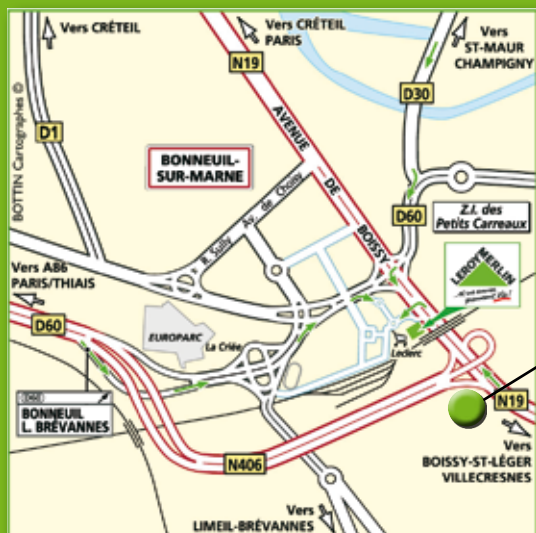 Vers CRÉTEIL
Vers CRÉTEIL
PARIS
Vers
ST-MAUR
CHAMPIGNY
N19
D30
D1
BOTTIN Cartographes ©
AVENUE DE BOISSY
BONNEUIL-
SUR-MARNE
R. Sully Av. de Choisy
D60
Z.I. des
Petits Carreaux
LEROY MERLIN
Vers A86
PARIS/THIAIS
D60
EUROPARC
La Criée
Leclerc
D60
BONNEUIL
L. BRÉVANNES
N19
N406
Vers
BOISSY-ST-LÉGER
VILLECRESNES
Vers
LIMEIL-BRÉVANNES